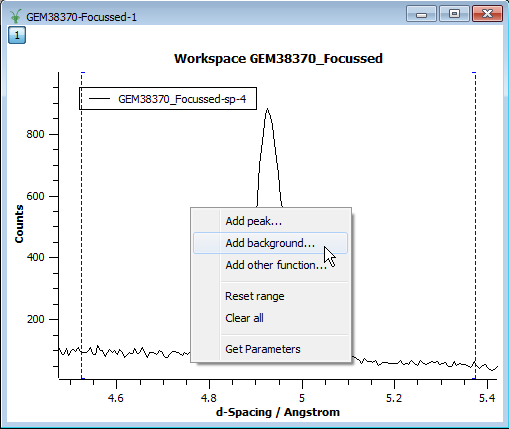 GEM38370-Focussed-1
1
Workspace GEM38370_Focussed
GEM38370_Focussed-sp-4
800
600
400
200
Counts
Add peak...
Add background...
Add other function...
Reset range
Clear all
Get Parameters
4.6 4.8 5 5.2 5.4
d-Spacing / Angstrom